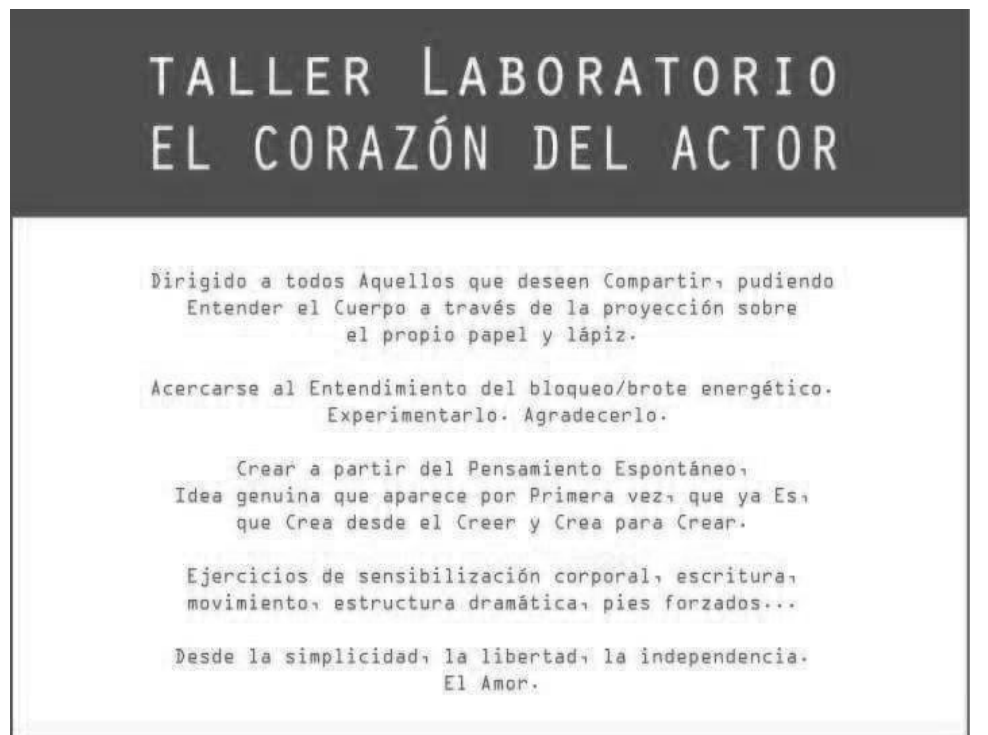 TALLER LABORATORIO
EL CORAZÓN DEL ACTOR
Dirigido a todos Aquellos que deseen Compartir, pudiendo
Entender el Cuerpo a través de la proyección sobre
el propio papel y lápiz.
Acercarse al Entendimiento del bloqueo/brote energético.
Experimentarlo. Agradecerlo.
Crear a partir del Pensamiento Espontáneo,
Idea genuina que aparece por Primera vez, que ya Es,
que Crea desde el Creer y Crea para Crear.
Ejercicios de sensibilización corporal, escritura,
movimiento, estructura dramática, pies forzados...
Desde la simplicidad, la libertad, la independencia.
El Amor.